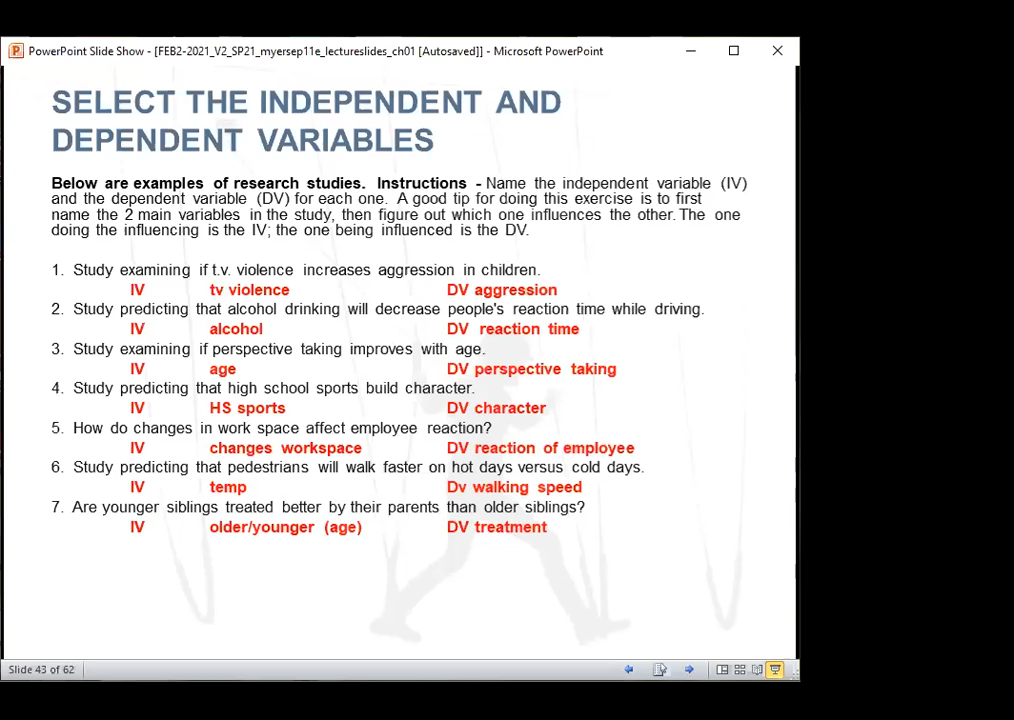 PowerPoint Slide Show - [FEB2-2021_V2_SP21_myersep11e_lectureslides_ch01 [Autosaved]] - Microsoft PowerPoint
SELECT THE INDEPENDENT AND
DEPENDENT VARIABLES
Below are examples of research studies. Instructions - Name the independent variable (IV)
and the dependent variable (DV) for each one. A good tip for doing this exercise is to first
name the 2 main variables in the study, then figure out which one influences the other. The one
doing the influencing is the IV; the one being influenced is the DV.
1. Study examining if t.v. violence increases aggression in children.
IV tv violence DV aggression
2. Study predicting that alcohol drinking will decrease people's reaction time while driving.
IV alcohol DV reaction time
3. Study examining if perspective taking improves with age.
IV age DV perspective taking
4. Study predicting that high school sports build character.
IV HS sports DV character
5. How do changes in work space affect employee reaction?
IV changes workspace DV reaction of employee
6. Study predicting that pedestrians will walk faster on hot days versus cold days.
IV temp Dv walking speed
7. Are younger siblings treated better by their parents than older siblings?
IV older/younger (age) DV treatment
Slide 43 of 62